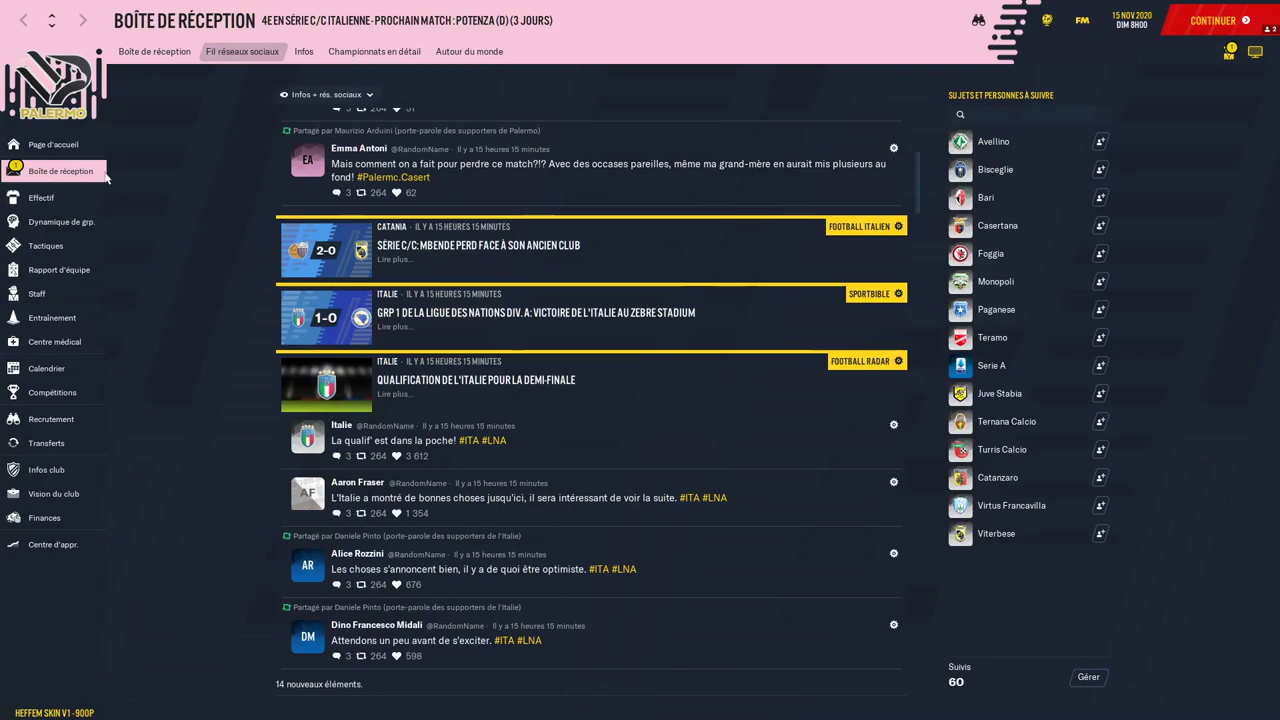 BOÎTE DE RÉCEPTION
4E EN SÉRIE C/C ITALIENNE - PROCHAIN MATCH : POTENZA (D) (3 JOURS)
FM
15 NOV 2020
DIM 8H00
CONTINUER
2
Boîte de réception
Fil réseaux sociaux
Infos
Championnats en détail
Autour du monde
1
PALERMO
Page d'accueil
1
Boîte de réception
Effectif
Dynamique de grp.
Tactiques
Rapport d'équipe
Staff
Entraînement
Centre médical
Calendrier
Compétitions
Recrutement
Transferts
Infos club
Vision du club
Finances
Centre d'appr.
HEFFEM SKIN V1 -900P
Infos + rés. sociaux
3 264 51
Partagé par Maurizio Arduini (porte-parole des supporters de Palermo)
EA
Emma Antoni @RandomName · Il y a 15 heures 15 minutes
Mais comment on a fait pour perdre ce match?!? Avec des occases pareilles, même ma grand-mère en aurait mis plusieurs au
fond! #Palermc.Casert
3 264 62
CATANIA · IL Y A 15 HEURES 15 MINUTES
FOOTBALL ITALIEN
2-0
SÉRIE C/C: MBENDE PERD FACE À SON ANCIEN CLUB
Lire plus...
ITALIE · IL Y A 15 HEURES 15 MINUTES
SPORTBIBLE
1-0
GRP 1 DE LA LIGUE DES NATIONS DIV. A: VICTOIRE DE L'ITALIE AU ZEBRE STADIUM
Lire plus...
ITALIE · IL Y A 15 HEURES 15 MINUTES
FOOTBALL RADAR
QUALIFICATION DE L'ITALIE POUR LA DEMI-FINALE
Lire plus...
Italie @RandomName · Il y a 15 heures 15 minutes
La qualif' est dans la poche! #ITA #LNA
3 264 3 612
AF
Aaron Fraser @RandomName · Il y a 15 heures 15 minutes
L'Italie a montré de bonnes choses jusqu'ici, il sera intéressant de voir la suite. #ITA #LNA
3 264 1 354
Partagé par Daniele Pinto (porte-parole des supporters de l'Italie)
AR
Alice Rozzini @RandomName · Il y a 15 heures 15 minutes
Les choses s'annoncent bien, il y a de quoi être optimiste. #ITA #LNA
3 264 676
Partagé par Daniele Pinto (porte-parole des supporters de l'Italie)
DM
Dino Francesco Midali @RandomName · Il y a 15 heures 15 minutes
Attendons un peu avant de s'exciter. #ITA #LNA
3 264 598
14 nouveaux éléments.
SUJETS ET PERSONNES À SUIVRE
Avellino
Bisceglie
Bari
Casertana
Foggia
Monopoli
Paganese
Teramo
Serie A
Juve Stabia
Ternana Calcio
Turris Calcio
Catanzaro
Virtus Francavilla
Viterbese
Suivis
60
Gérer